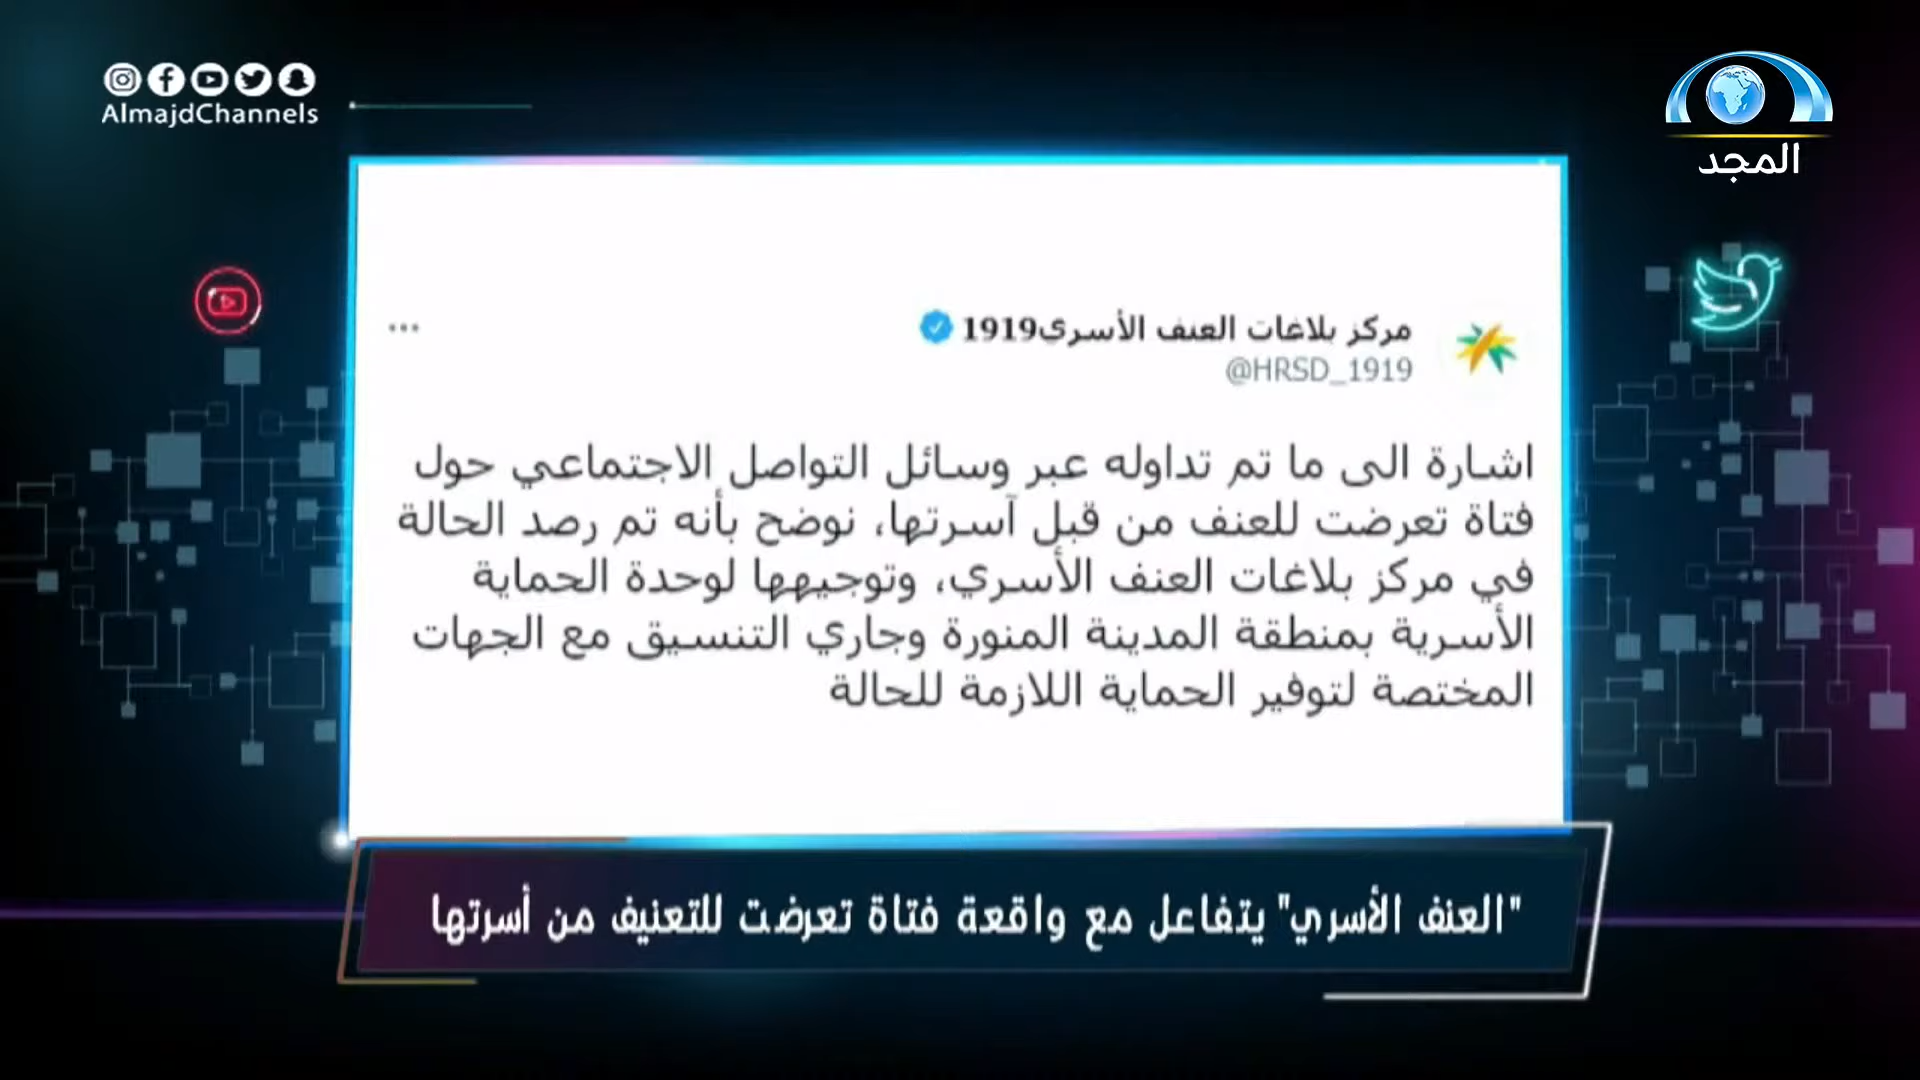 AlmajdChannels
المجد
مركز بلاغات العنف الأسري1919
@HRSD_1919
اشارة الى ما تم تداوله عبر وسائل التواصل الاجتماعي حول
فتاة تعرضت للعنف من قبل آسرتها، نوضح بأنه تم رصد الحالة
في مركز بلاغات العنف الأسري، وتوجيهها لوحدة الحماية
الأسرية بمنطقة المدينة المنورة وجاري التنسيق مع الجهات
المختصة لتوفير الحماية اللازمة للحالة
"العنف الأسري" يتفاعل مع واقعة فتاة تعرضت للتعنيف من أسرتها